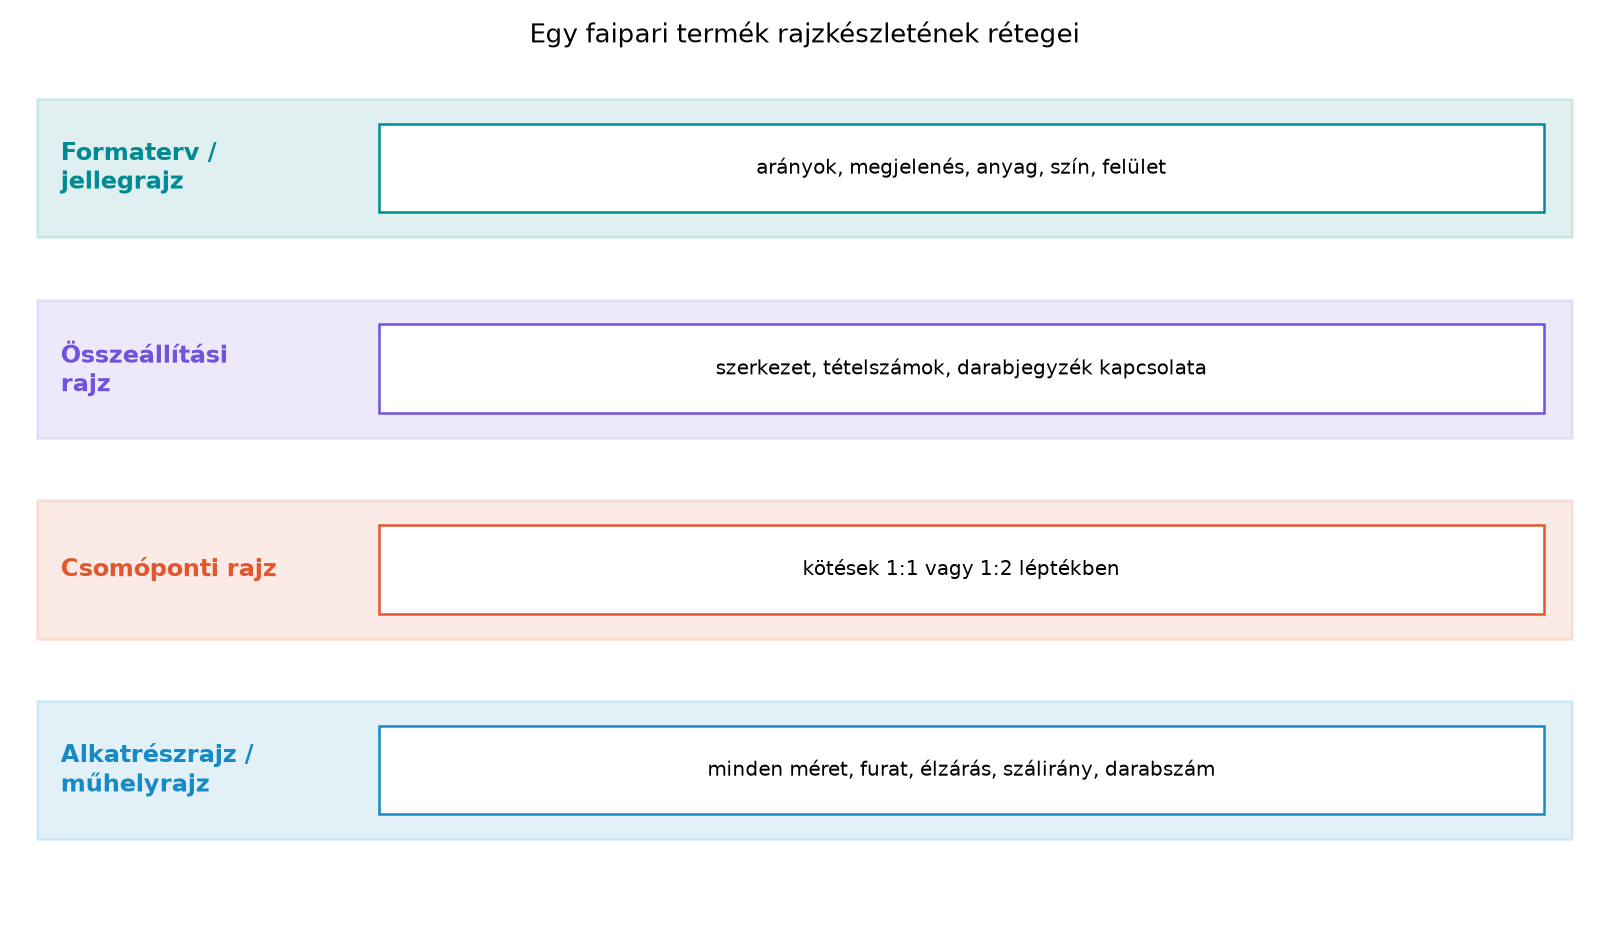 Egy faipari termék rajzkészletének rétegei
Formaterv /
jellegrajz
arányok, megjelenés, anyag, szín, felület
Összeállítási
rajz
szerkezet, tételszámok, darabjegyzék kapcsolata
Csomóponti rajz
kötések 1:1 vagy 1:2 léptékben
Alkatrészrajz /
műhelyrajz
minden méret, furat, élzárás, szálirány, darabszám